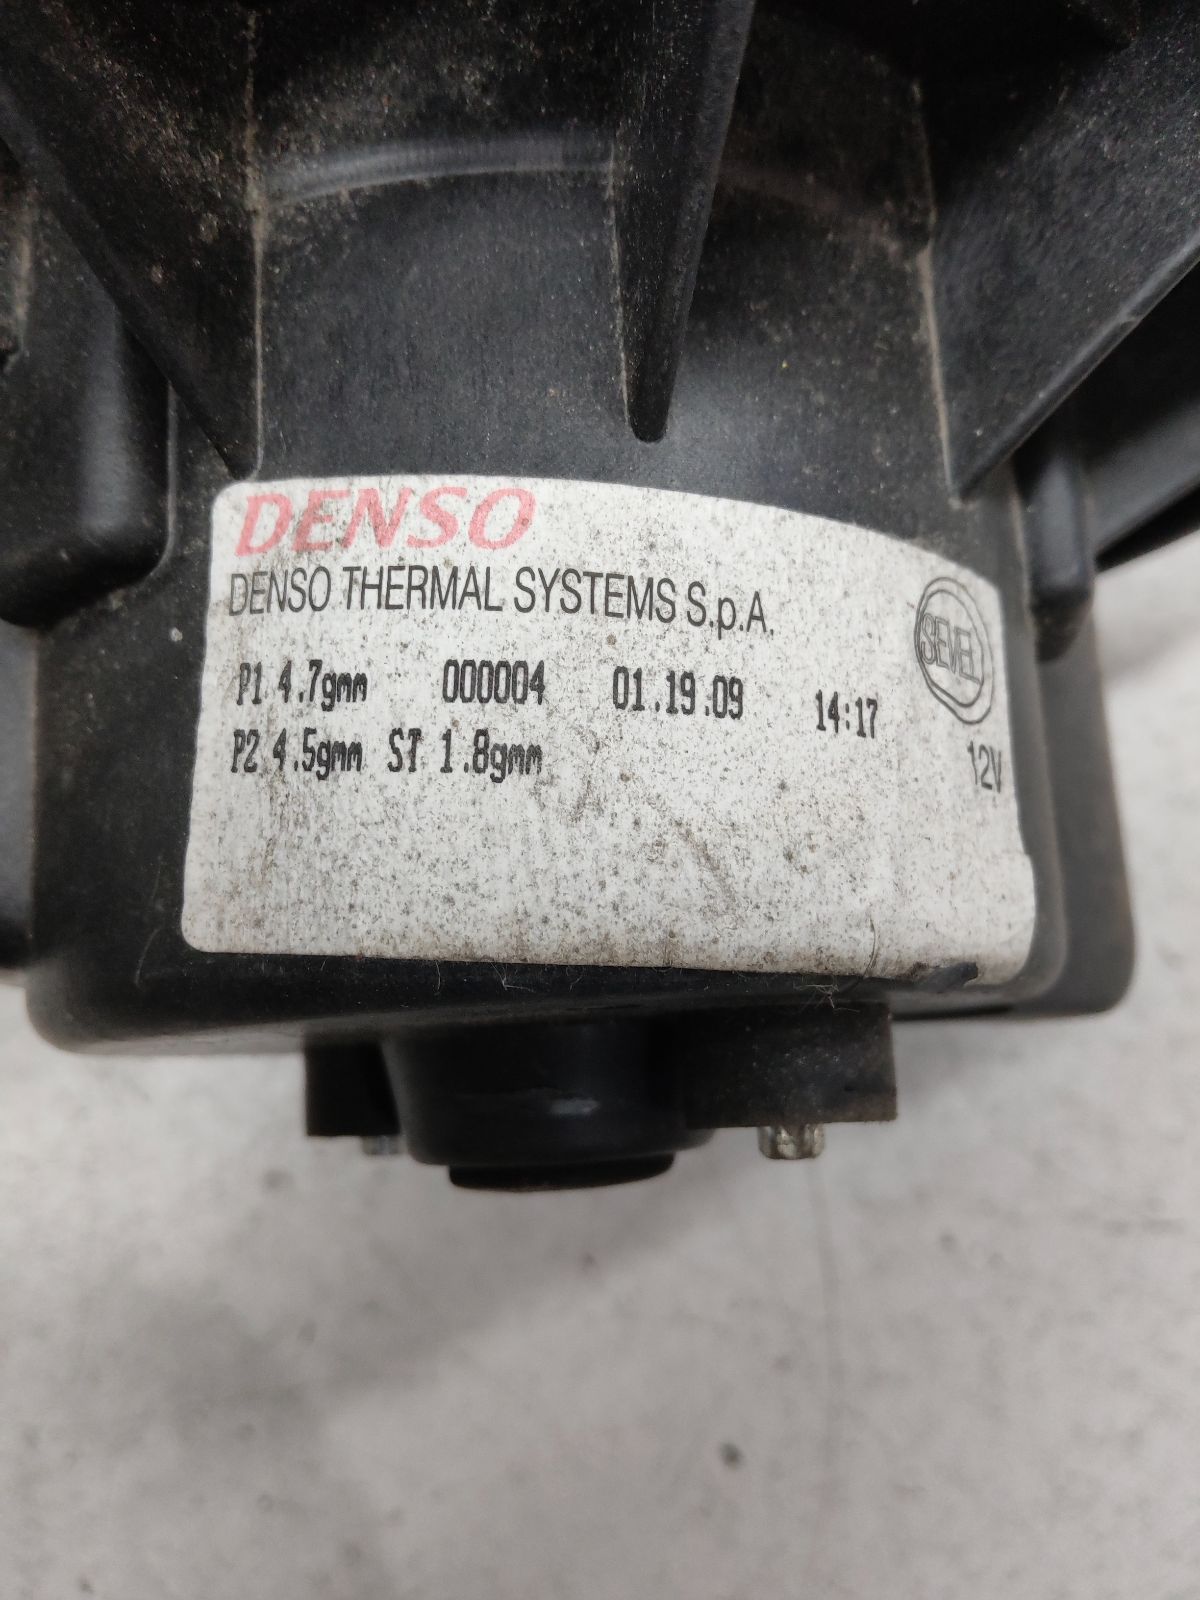 DENSO
DENSO THERMAL SYSTEMS S.p.A.
SEVEL
P1 4.7gmm 000004 01.19.09 14:17
P2 4.5gmm ST 1.8gmm 12V